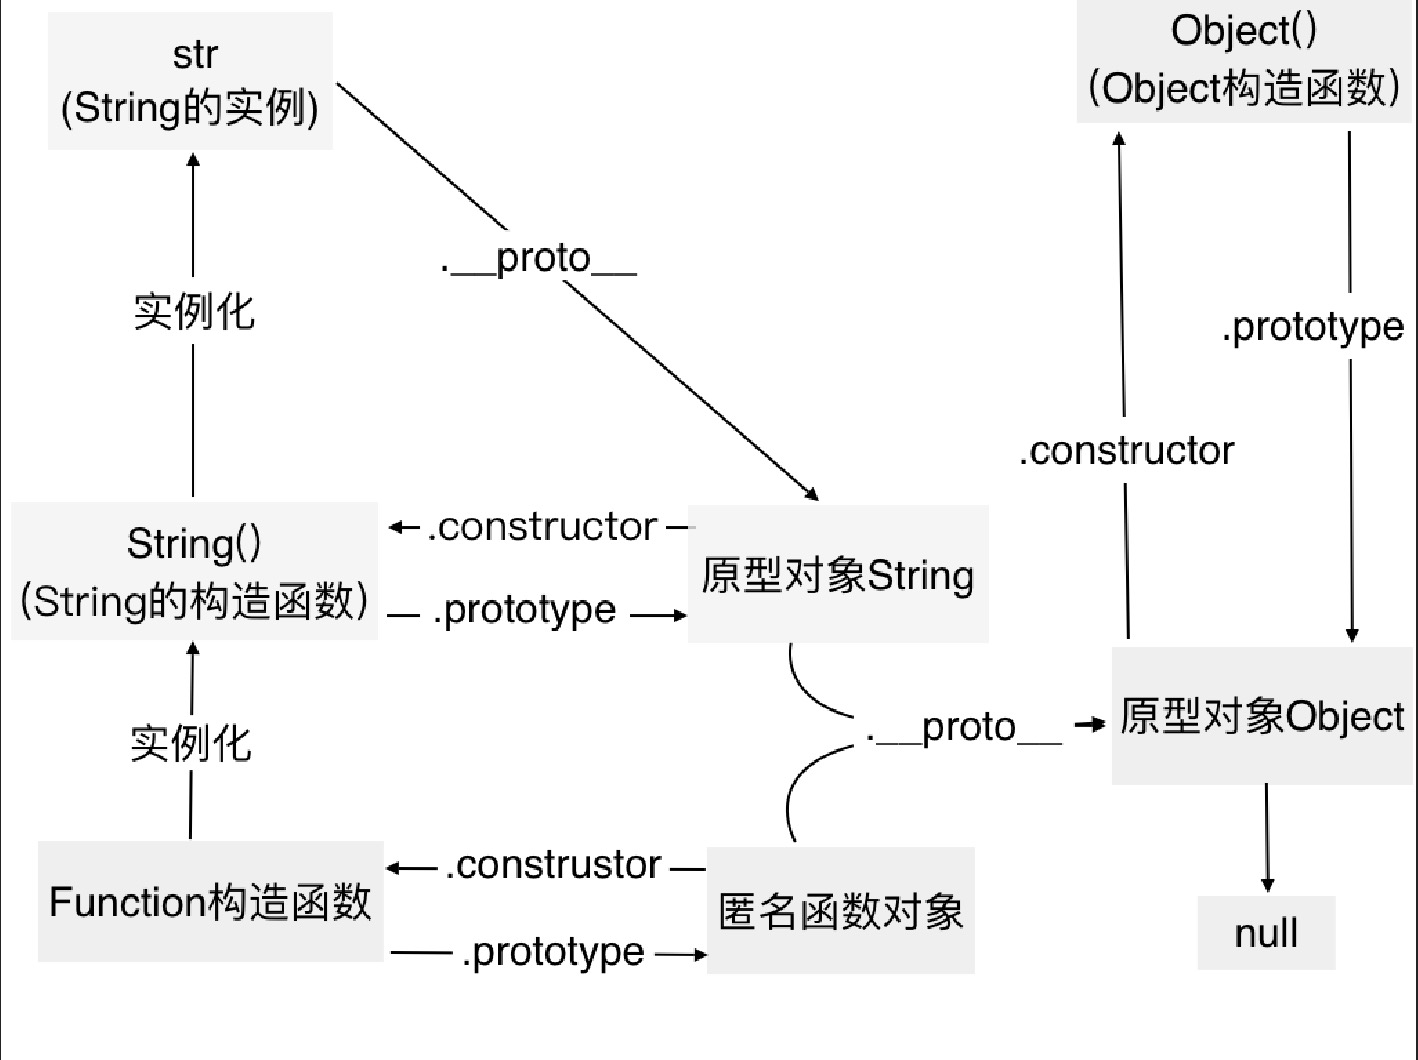 str
(String的实例)
Object()
(Object构造函数)
.__proto__
实例化
.prototype
.constructor
String()
(String的构造函数)
.constructor
.prototype
原型对象String
实例化
.__proto__
原型对象Object
Function构造函数
.construstor
.prototype
匿名函数对象
null